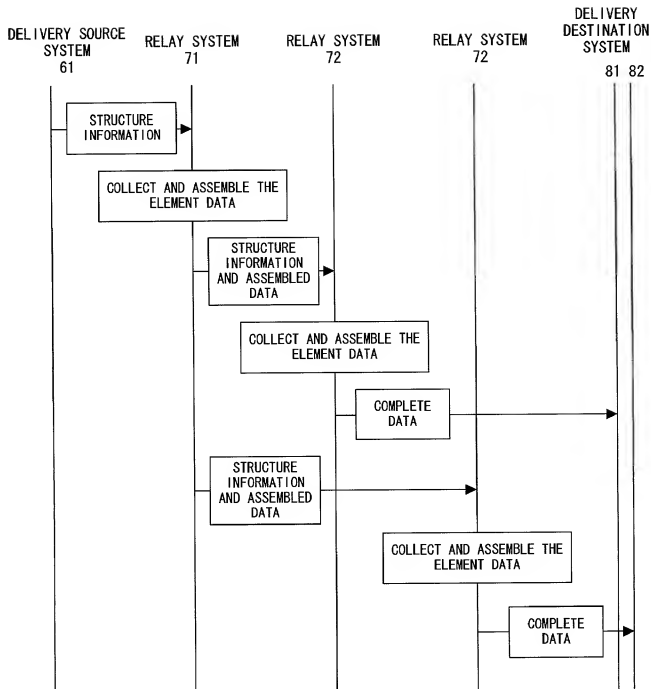 DELIVERY SOURCE
SYSTEM
61
RELAY SYSTEM
71
RELAY SYSTEM
72
RELAY SYSTEM
72
DELIVERY
DESTINATION
SYSTEM
81 82
STRUCTURE
INFORMATION
COLLECT AND ASSEMBLE THE
ELEMENT DATA
STRUCTURE
INFORMATION
AND ASSEMBLED
DATA
COLLECT AND ASSEMBLE THE
ELEMENT DATA
COMPLETE
DATA
STRUCTURE
INFORMATION
AND ASSEMBLED
DATA
COLLECT AND ASSEMBLE THE
ELEMENT DATA
COMPLETE
DATA